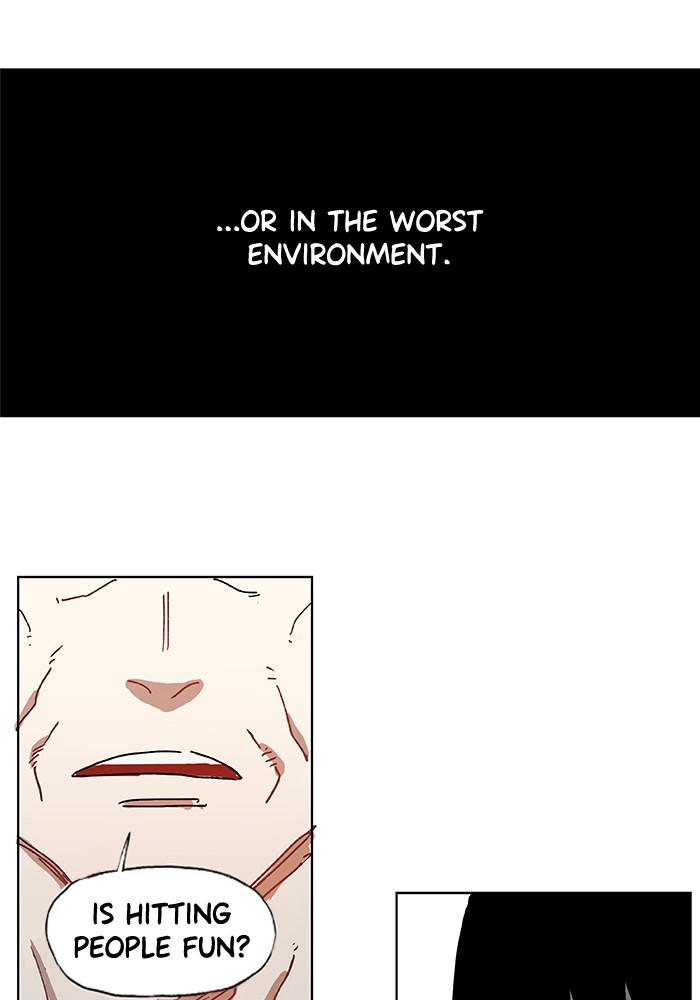 ...OR IN THE WORST
ENVIRONMENT.
IS HITTING
PEOPLE FUN?